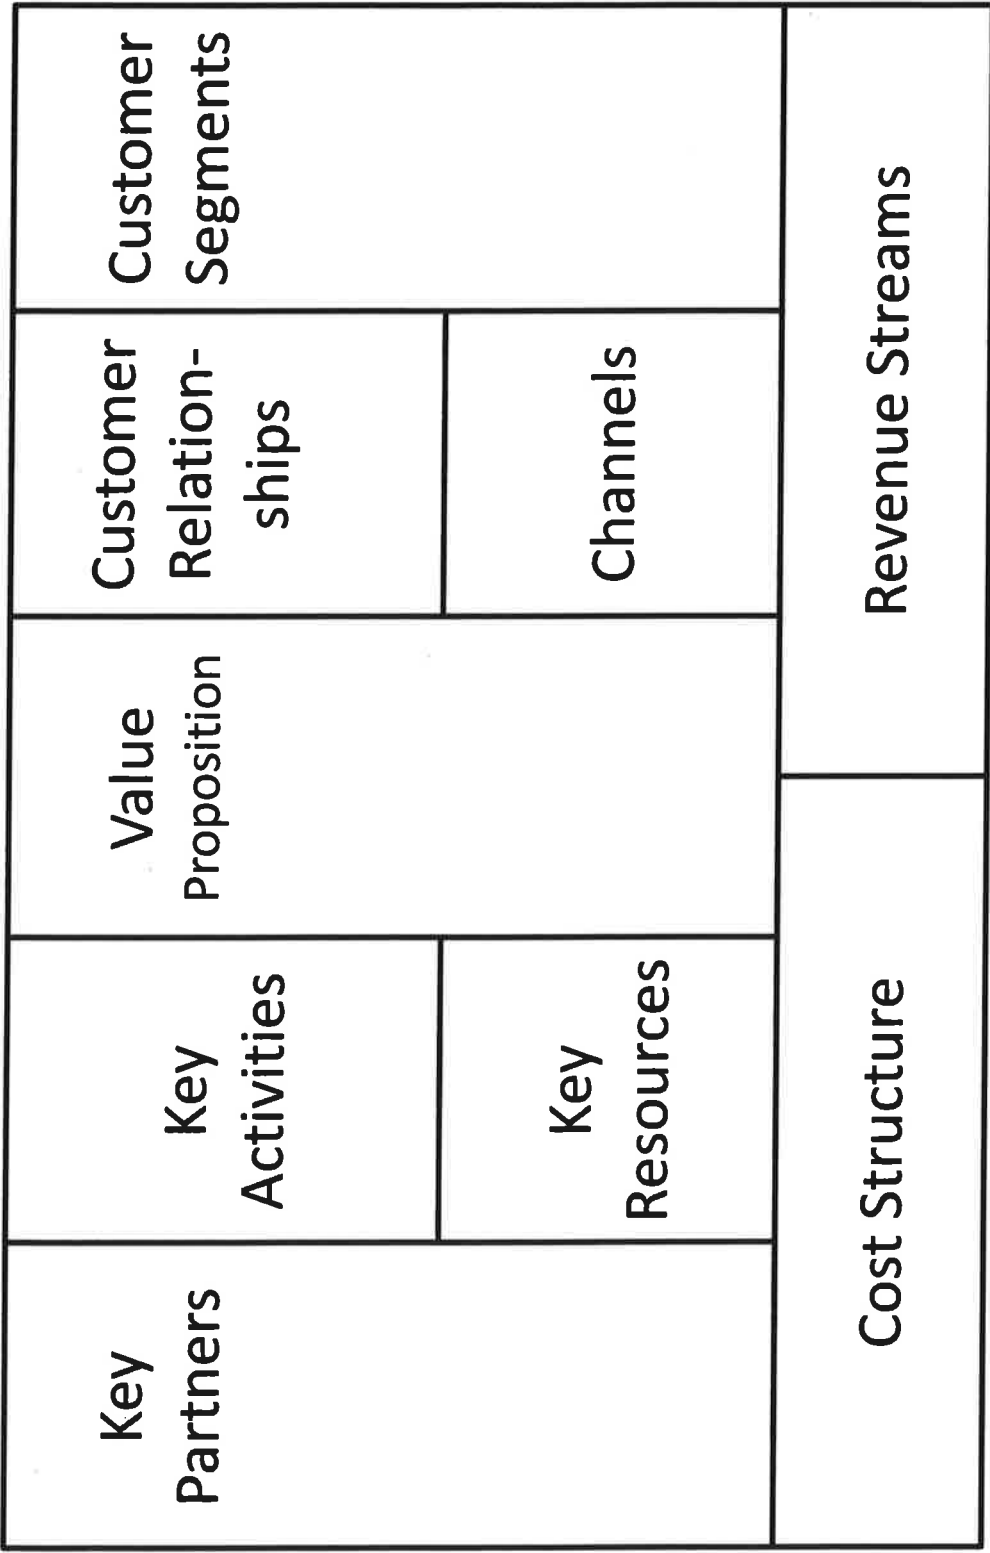 Key
Partners
Key
Activities
Key
Resources
Value
Proposition
Customer
Relation-
ships
Channels
Customer
Segments
Cost Structure
Revenue Streams